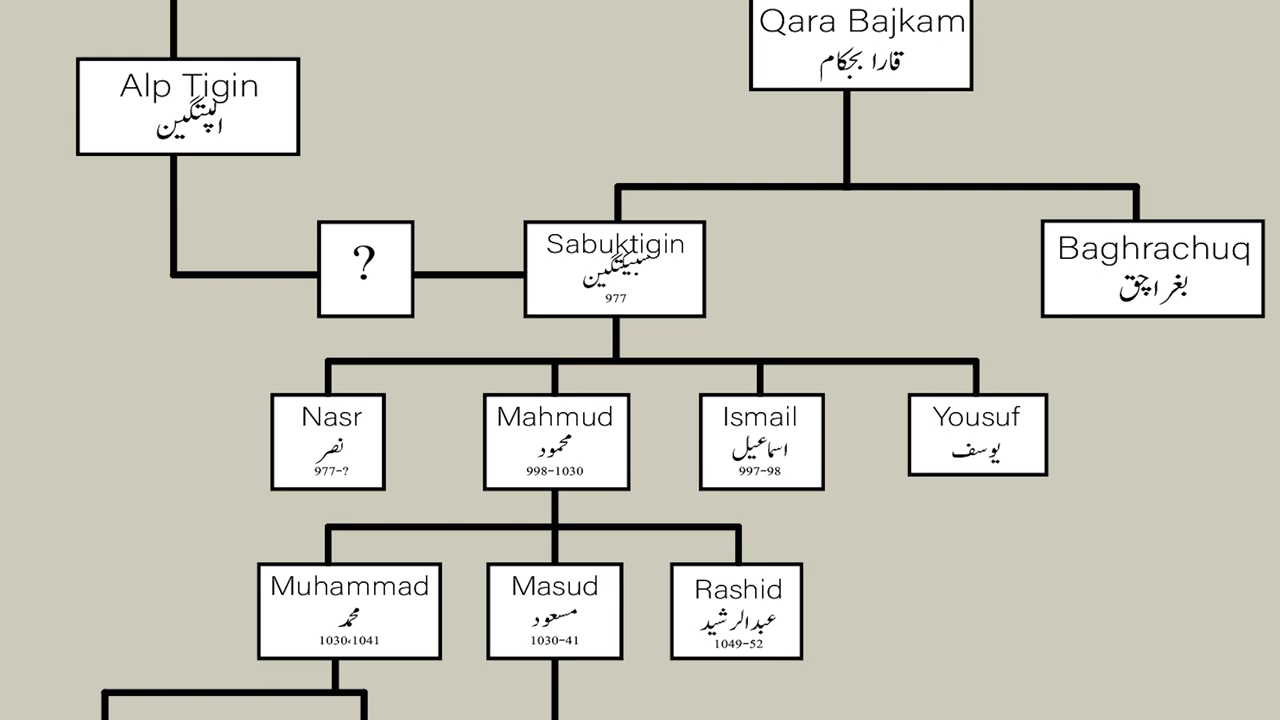 Qara Bajkam
قارا بجکام
Alp Tigin
الپتگین
?
Sabuktigin
سبکتگین
977
Baghrachuq
بغراچق
Nasr
نصر
977-?
Mahmud
محمود
998-1030
Ismail
اسماعیل
997-98
Yousuf
یوسف
Muhammad
محمد
1030،1041
Masud
مسعود
1030-41
Rashid
عبدالرشید
1049-52